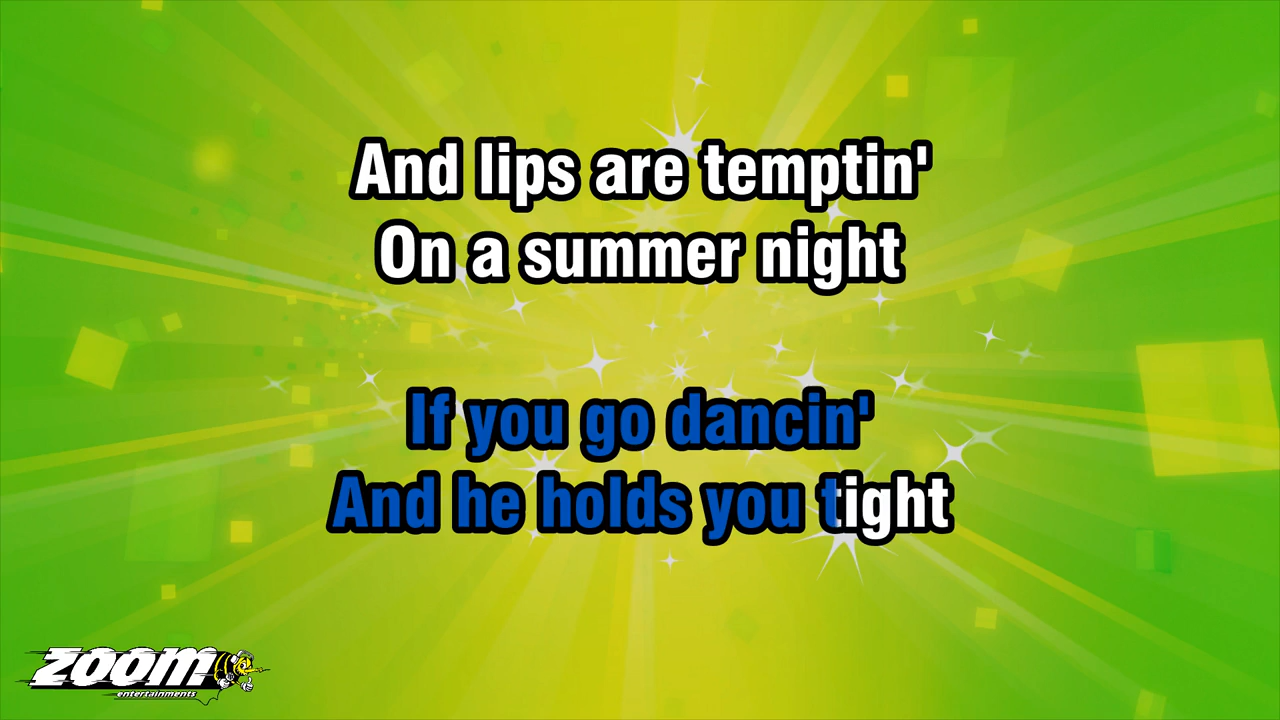 And lips are temptin'
On a summer night
If you go dancin'
And he holds you tight
zoom
entertainments